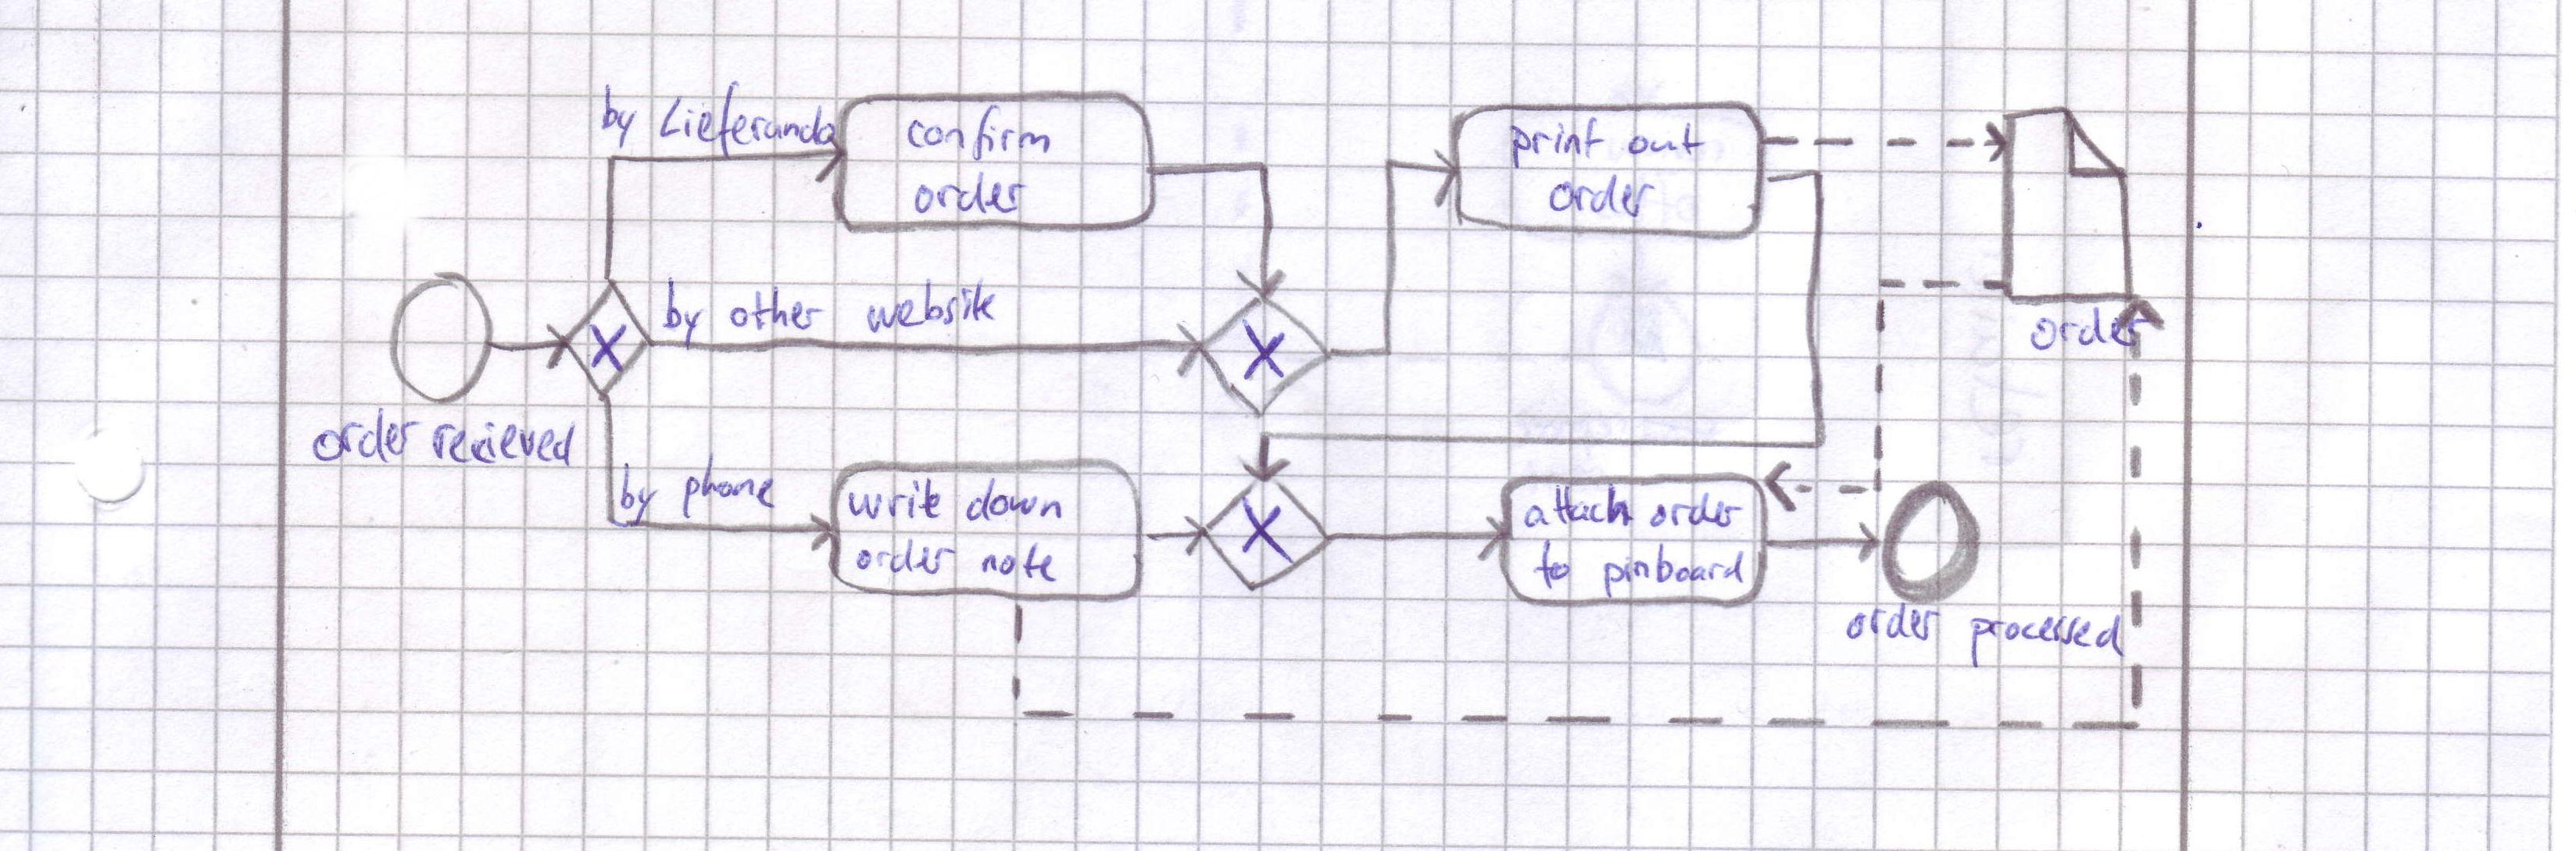 by Lieferando
confirm
order
print out
order
by other website
X
X
order
order recieved
by phone
write down
order note
X
attach order
to pinboard
order processed